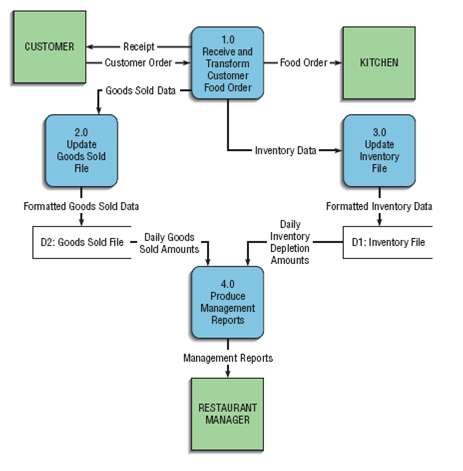 CUSTOMER
Receipt
Customer Order
1.0
Receive and
Transform
Customer
Food Order
Food Order
KITCHEN
Goods Sold Data
2.0
Update
Goods Sold
File
Inventory Data
3.0
Update
Inventory
File
Formatted Goods Sold Data
Formatted Inventory Data
D2: Goods Sold File
Daily Goods
Sold Amounts
Daily
Inventory
Depletion
Amounts
D1: Inventory File
4.0
Produce
Management
Reports
Management Reports
RESTAURANT
MANAGER